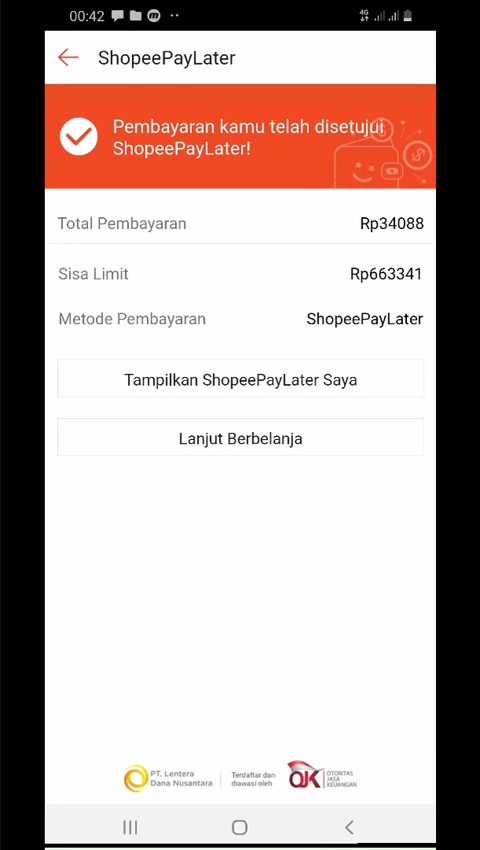 00:42
4G
ShopeePayLater
Pembayaran kamu telah disetujui
ShopeePayLater!
Total Pembayaran Rp34088
Sisa Limit Rp663341
Metode Pembayaran ShopeePayLater
Tampilkan ShopeePayLater Saya
Lanjut Berbelanja
PT. Lentera
Dana Nusantara
Terdaftar dan
diawasi oleh
OJK
OTORITAS
JASA
KEUANGAN